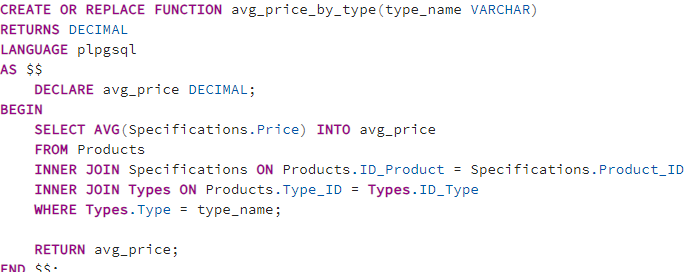 CREATE OR REPLACE FUNCTION avg_price_by_type(type_name VARCHAR)
RETURNS DECIMAL
LANGUAGE plpgsql
AS $$
    DECLARE avg_price DECIMAL;
BEGIN
    SELECT AVG(Specifications.Price) INTO avg_price
    FROM Products
    INNER JOIN Specifications ON Products.ID_Product = Specifications.Product_ID
    INNER JOIN Types ON Products.Type_ID = Types.ID_Type
    WHERE Types.Type = type_name;

    RETURN avg_price;
END $$;